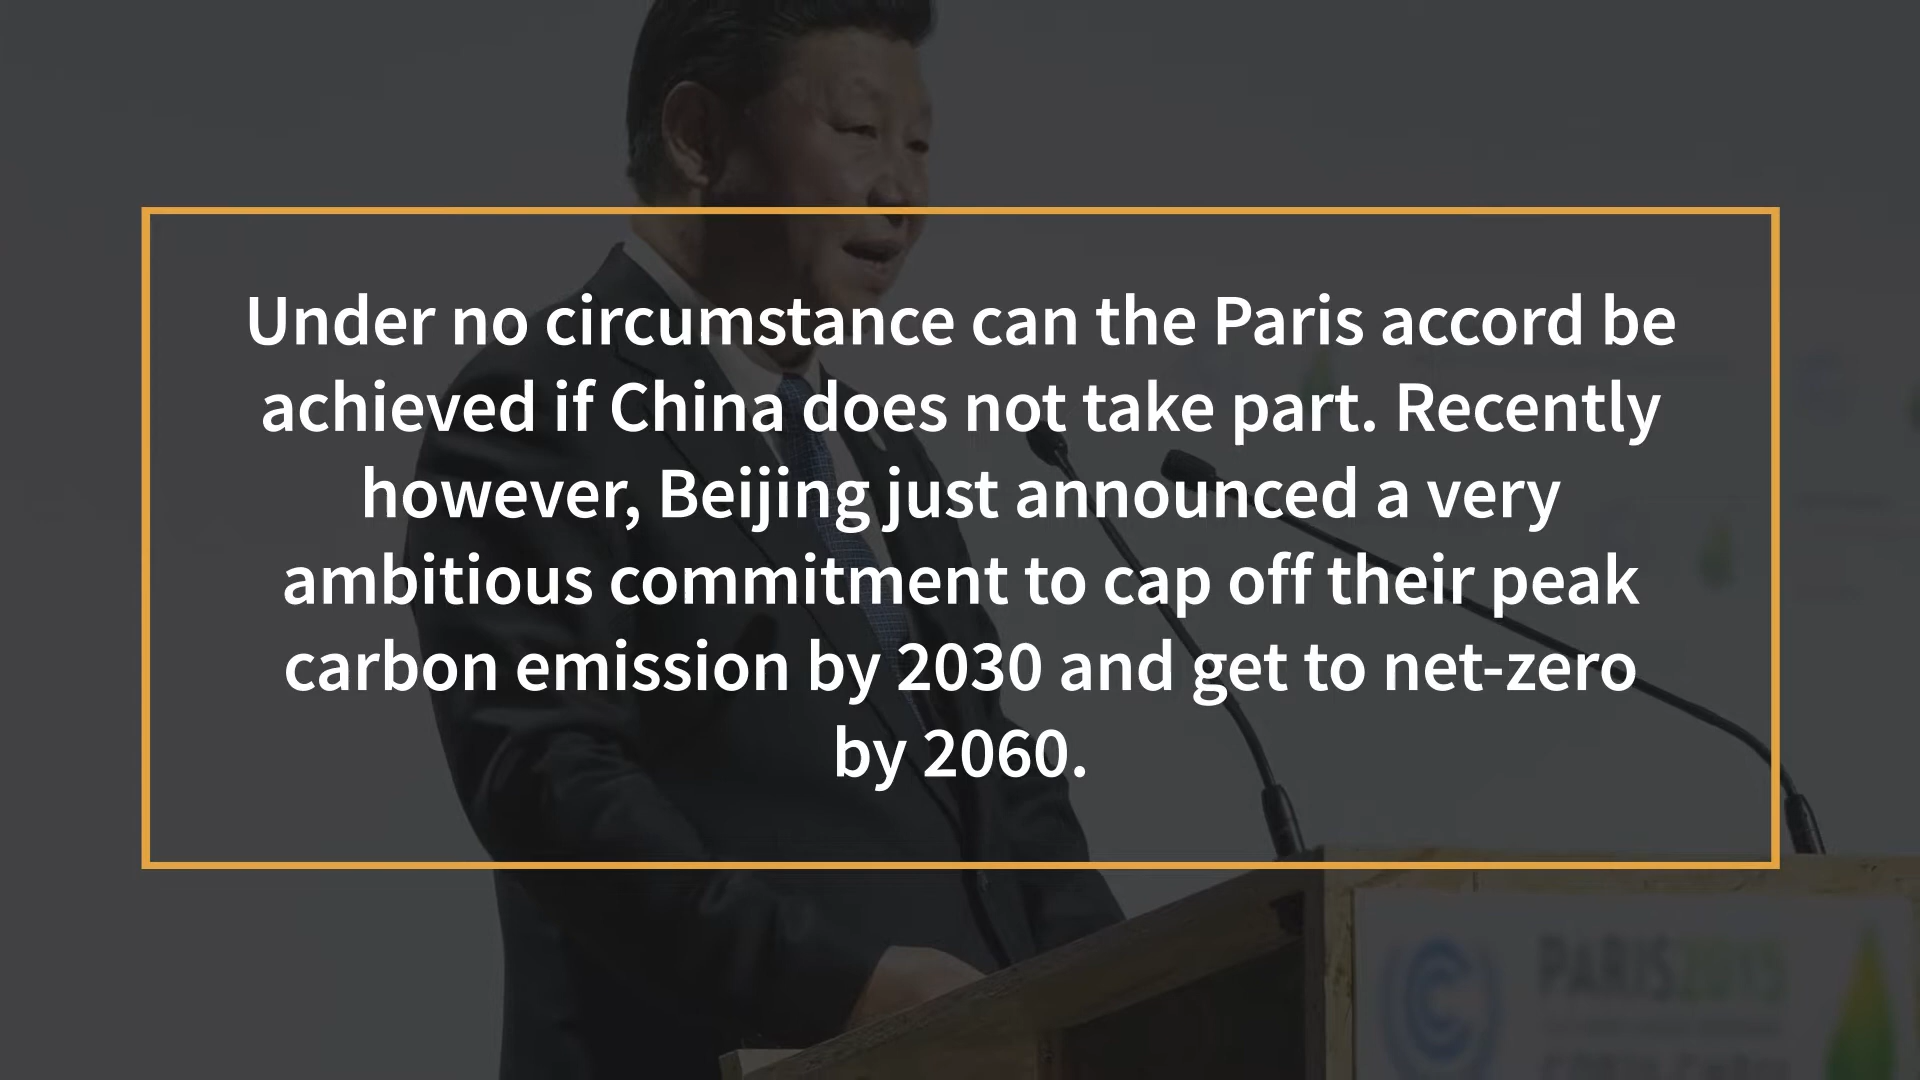 Under no circumstance can the Paris accord be
achieved if China does not take part. Recently
however, Beijing just announced a very
ambitious commitment to cap off their peak
carbon emission by 2030 and get to net-zero
by 2060.
PARIS2015